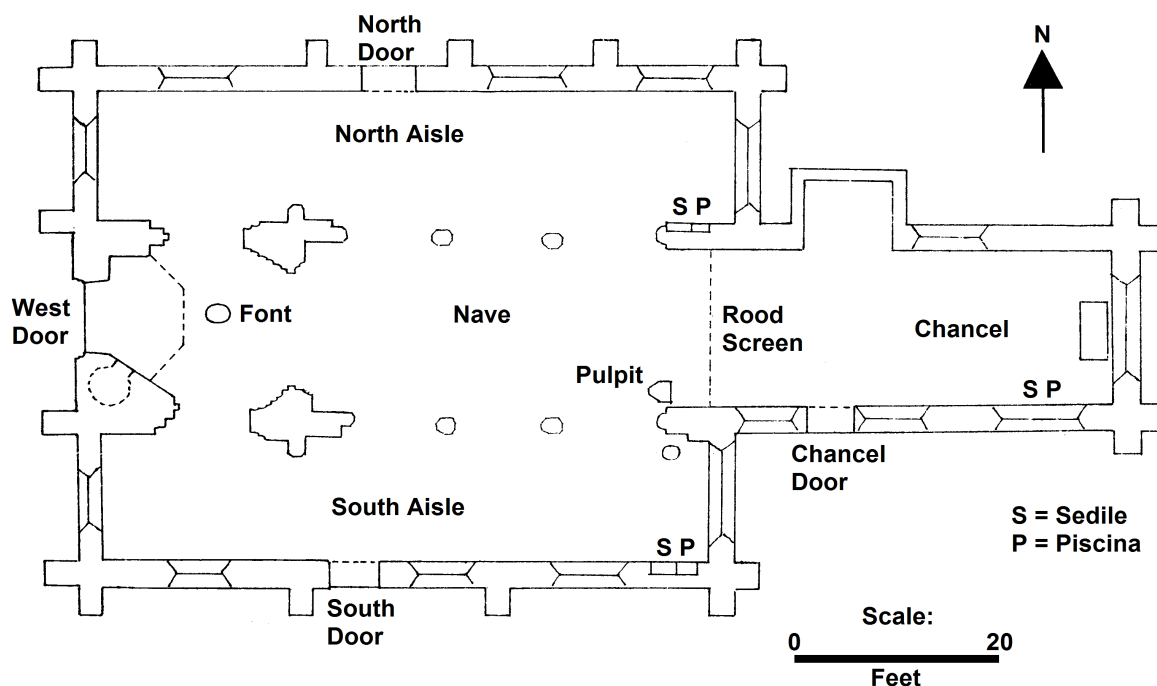 North
Door
N
North Aisle
S P
West
Door
Font
Nave
Rood
Screen
Chancel
Pulpit
S P
Chancel
Door
South Aisle
S P
S = Sedile
P = Piscina
South
Door
Scale:
0 20
Feet